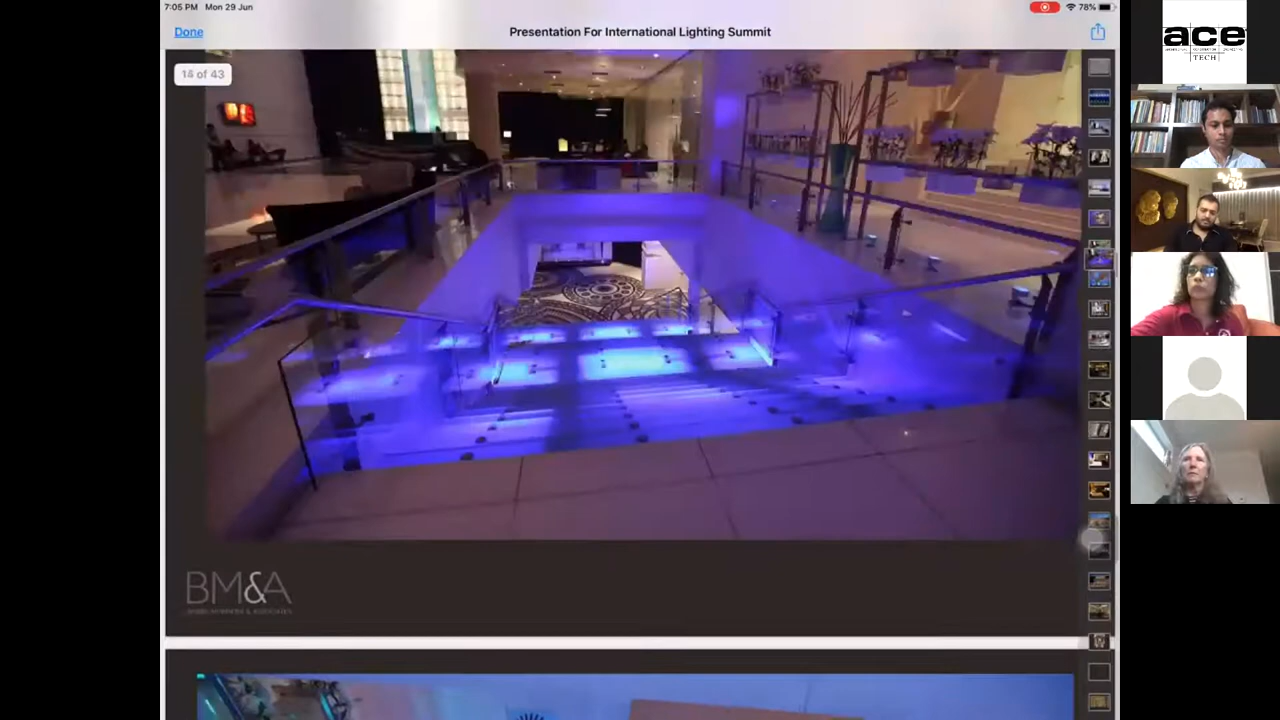 7:05 PM Mon 29 Jun
78%
Done
Presentation For International Lighting Summit
14 of 43
BM&A
ace
TECH